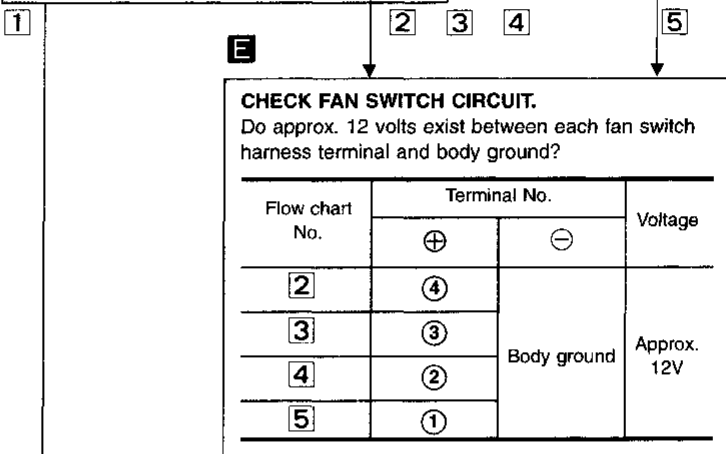 1 2 3 4 5
E
CHECK FAN SWITCH CIRCUIT.
Do approx. 12 volts exist between each fan switch
harness terminal and body ground?
Flow chart No. Terminal No. Voltage
⊕ ⊖
2 ④ Body ground Approx. 12V
3 ③
4 ②
5 ①